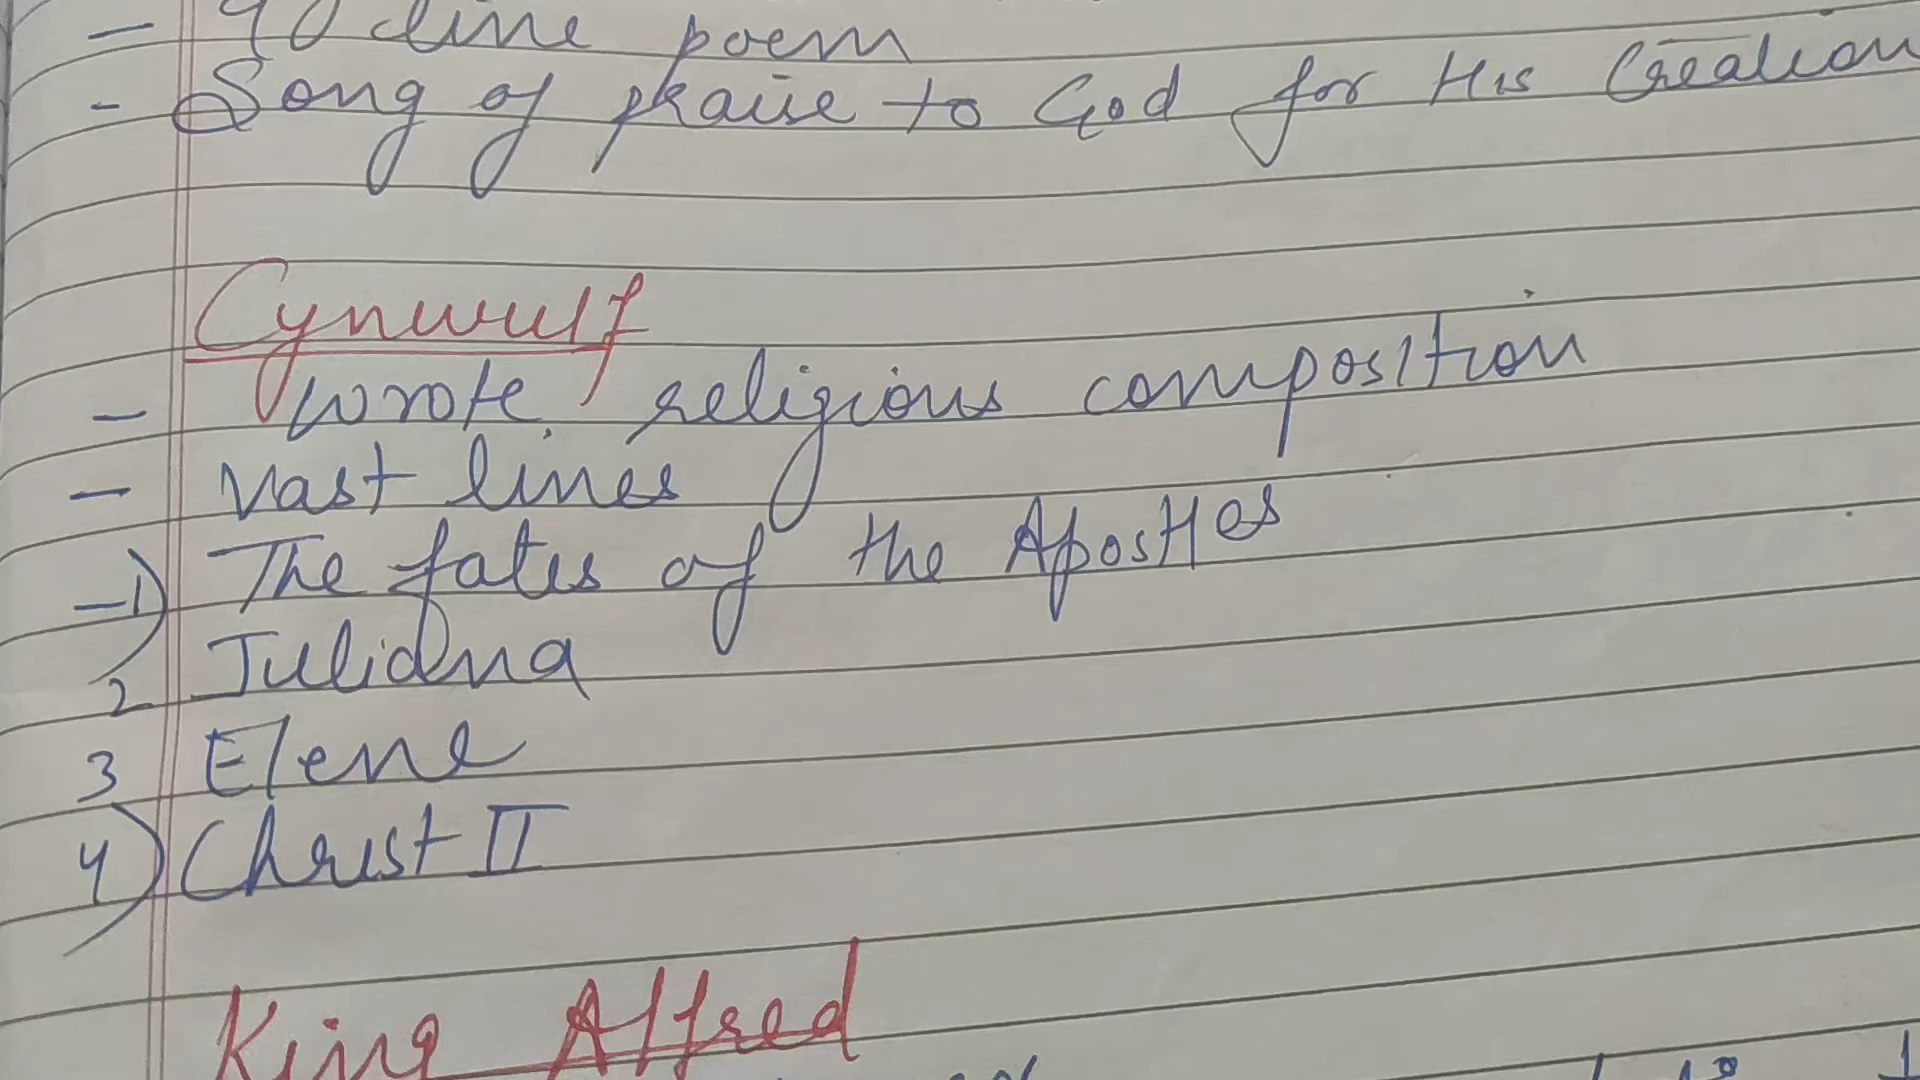 - 90 line poem
- Song of praise to God for His Creation
Cynwulf
- Wrote religious composition
- Vast lines
-1) The fates of the Apostles
2 Juliana
3 Elene
4) Christ II
King Alfred